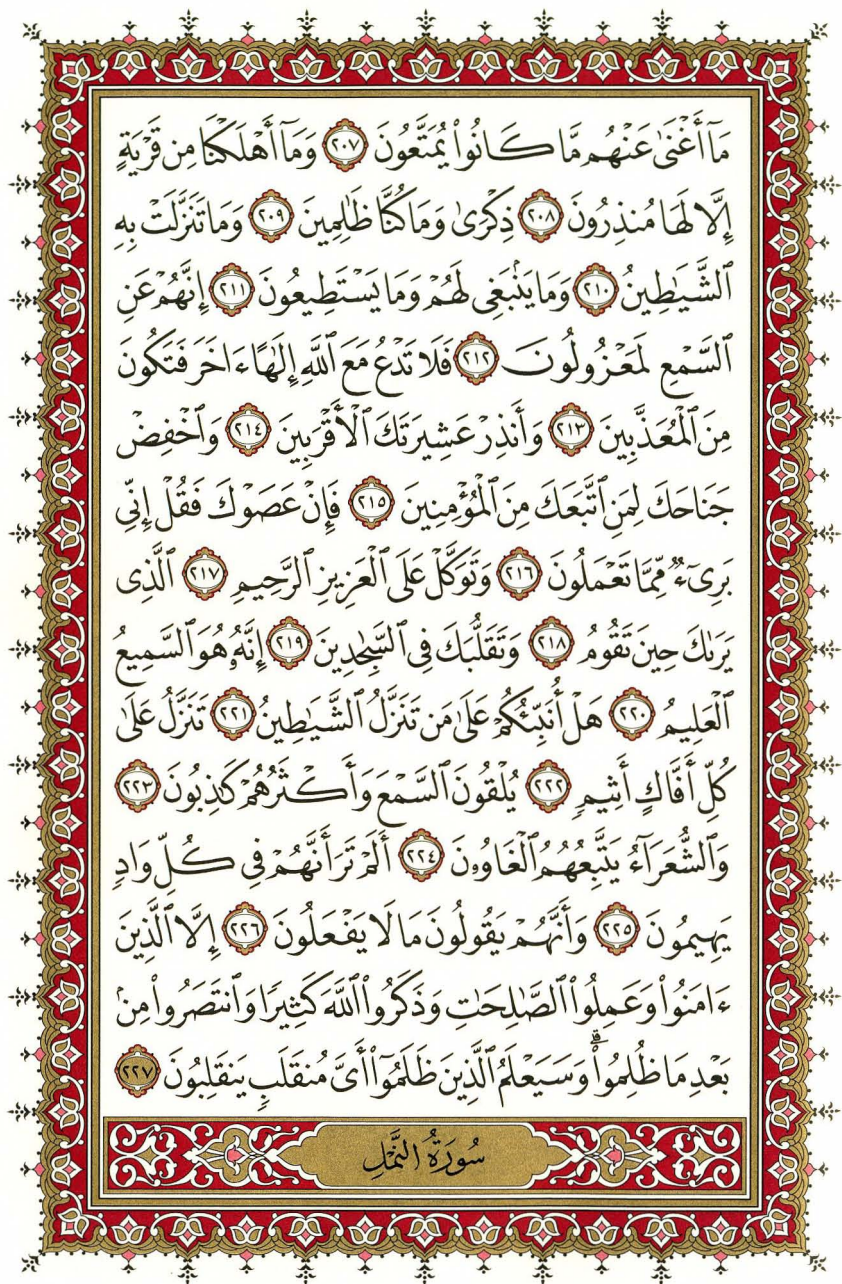 مَآ أَغْنَىٰ عَنْهُم مَّا كَانُوا۟ يُمَتَّعُونَ ٢٠٧ وَمَآ أَهْلَكْنَا مِن قَرْيَةٍ
إِلَّا لَهَا مُنذِرُونَ ٢٠٨ ذِكْرَىٰ وَمَا كُنَّا ظَٰلِمِينَ ٢٠٩ وَمَا تَنَزَّلَتْ بِهِ
ٱلشَّيَٰطِينُ ٢١٠ وَمَا يَنۢبَغِى لَهُمْ وَمَا يَسْتَطِيعُونَ ٢١١ إِنَّهُمْ عَنِ
ٱلسَّمْعِ لَمَعْزُولُونَ ٢١٢ فَلَا تَدْعُ مَعَ ٱللَّهِ إِلَٰهًا ءَاخَرَ فَتَكُونَ
مِنَ ٱلْمُعَذَّبِينَ ٢١٣ وَأَنذِرْ عَشِيرَتَكَ ٱلْأَقْرَبِينَ ٢١٤ وَٱخْفِضْ
جَنَاحَكَ لِمَنِ ٱتَّبَعَكَ مِنَ ٱلْمُؤْمِنِينَ ٢١٥ فَإِنْ عَصَوْكَ فَقُلْ إِنِّى
بَرِىٓءٌ مِّمَّا تَعْمَلُونَ ٢١٦ وَتَوَكَّلْ عَلَى ٱلْعَزِيزِ ٱلرَّحِيمِ ٢١٧ ٱلَّذِى
يَرَىٰكَ حِينَ تَقُومُ ٢١٨ وَتَقَلُّبَكَ فِى ٱلسَّٰجِدِينَ ٢١٩ إِنَّهُۥ هُوَ ٱلسَّمِيعُ
ٱلْعَلِيمُ ٢٢٠ هَلْ أُنَبِّئُكُمْ عَلَىٰ مَن تَنَزَّلُ ٱلشَّيَٰطِينُ ٢٢١ تَنَزَّلُ عَلَىٰ
كُلِّ أَفَّاكٍ أَثِيمٍ ٢٢٢ يُلْقُونَ ٱلسَّمْعَ وَأَكْثَرُهُمْ كَٰذِبُونَ ٢٢٣
وَٱلشُّعَرَآءُ يَتَّبِعُهُمُ ٱلْغَاوُۥنَ ٢٢٤ أَلَمْ تَرَ أَنَّهُمْ فِى كُلِّ وَادٍ
يَهِيمُونَ ٢٢٥ وَأَنَّهُمْ يَقُولُونَ مَا لَا يَفْعَلُونَ ٢٢٦ إِلَّا ٱلَّذِينَ
ءَامَنُوا۟ وَعَمِلُوا۟ ٱلصَّٰلِحَٰتِ وَذَكَرُوا۟ ٱللَّهَ كَثِيرًا وَٱنتَصَرُوا۟ مِنۢ
بَعْدِ مَا ظُلِمُوا۟ ۗ وَسَيَعْلَمُ ٱلَّذِينَ ظَلَمُوٓا۟ أَىَّ مُنقَلَبٍ يَنقَلِبُونَ ٢٢٧
سُورَةُ النَّمْلِ